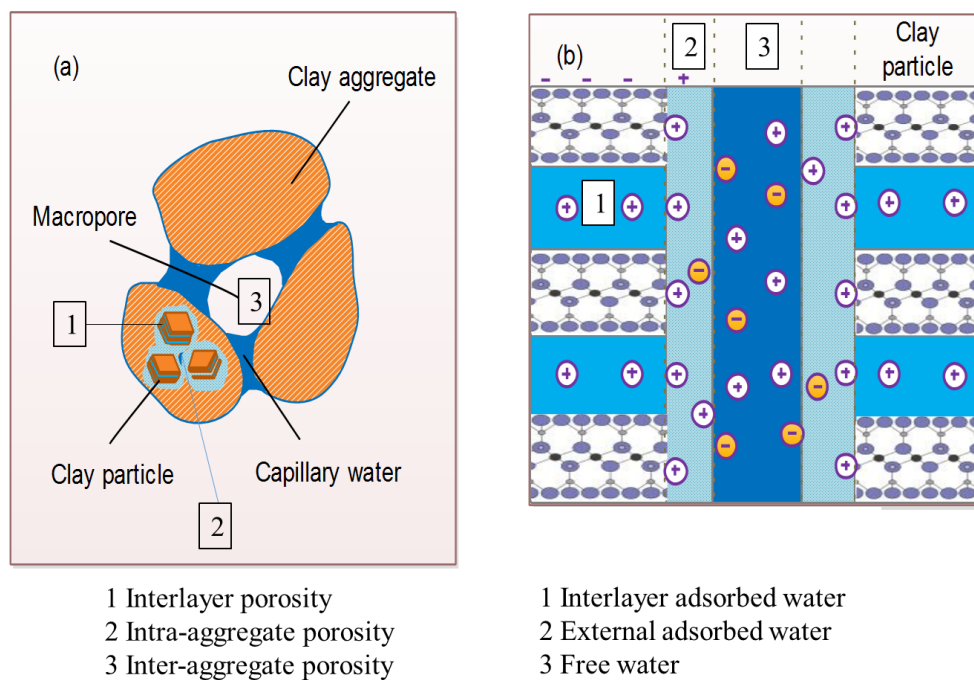 (a)
Clay aggregate
Macropore
3
1
Clay particle
Capillary water
2
1 Interlayer porosity
2 Intra-aggregate porosity
3 Inter-aggregate porosity
(b)
2
3
Clay
particle
- - - +
1
1 Interlayer adsorbed water
2 External adsorbed water
3 Free water